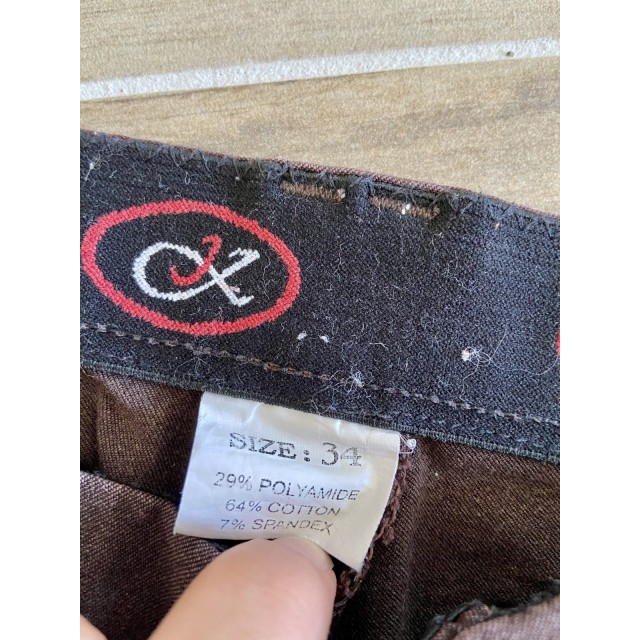 SIZE: 34
29% POLYAMIDE
64% COTTON
7% SPANDEX